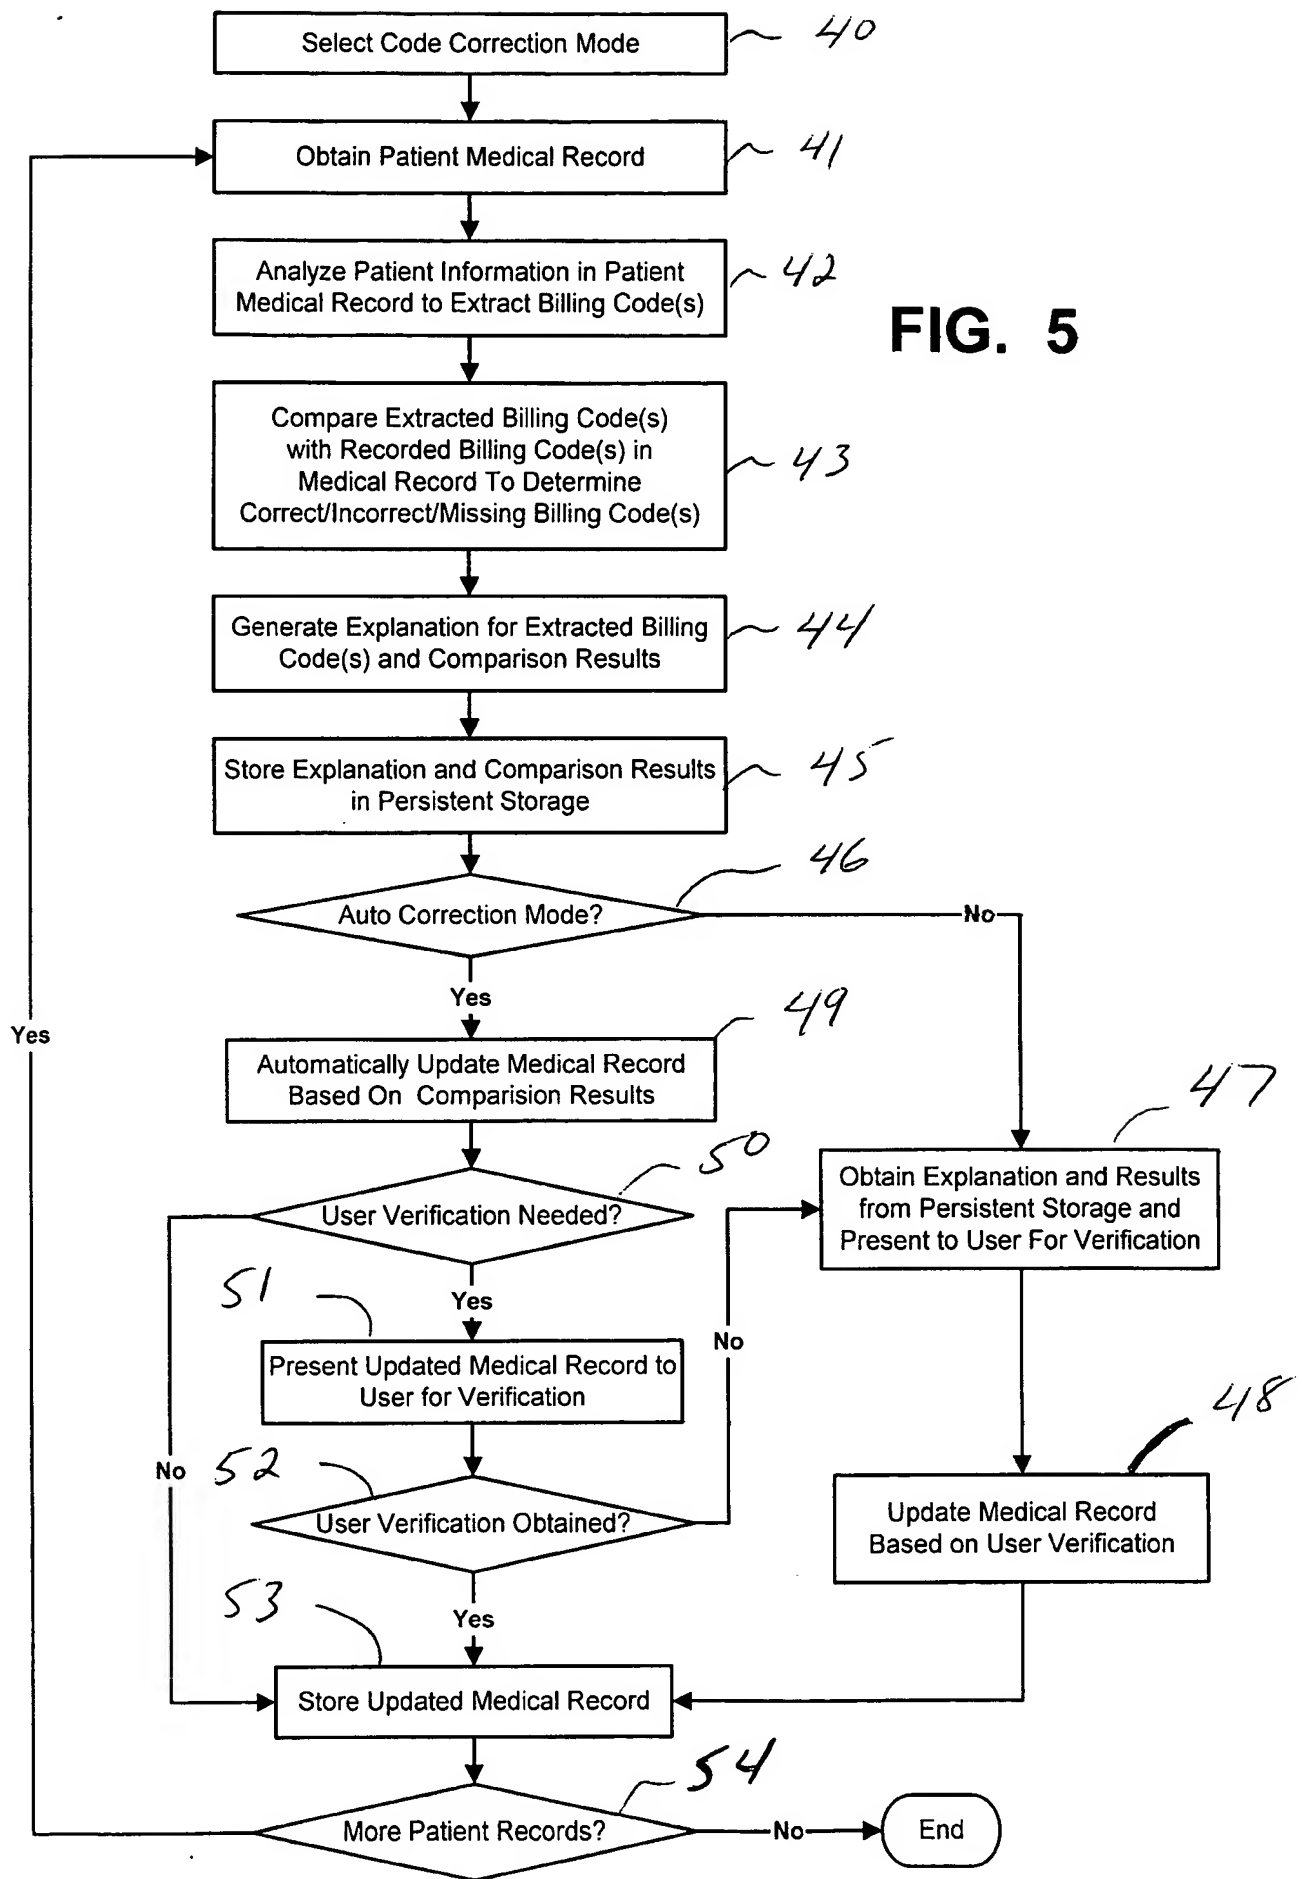 Select Code Correction Mode
40
Obtain Patient Medical Record
41
Analyze Patient Information in Patient
Medical Record to Extract Billing Code(s)
42
FIG. 5
Compare Extracted Billing Code(s)
with Recorded Billing Code(s) in
Medical Record To Determine
Correct/Incorrect/Missing Billing Code(s)
43
Generate Explanation for Extracted Billing
Code(s) and Comparison Results
44
Store Explanation and Comparison Results
in Persistent Storage
45
46
Auto Correction Mode?
No
Yes
49
Yes
Automatically Update Medical Record
Based On Comparision Results
47
50
Obtain Explanation and Results
from Persistent Storage and
Present to User For Verification
User Verification Needed?
51
Yes
No
Present Updated Medical Record to
User for Verification
48
No
52
User Verification Obtained?
Update Medical Record
Based on User Verification
53
Yes
Store Updated Medical Record
54
More Patient Records?
No
End